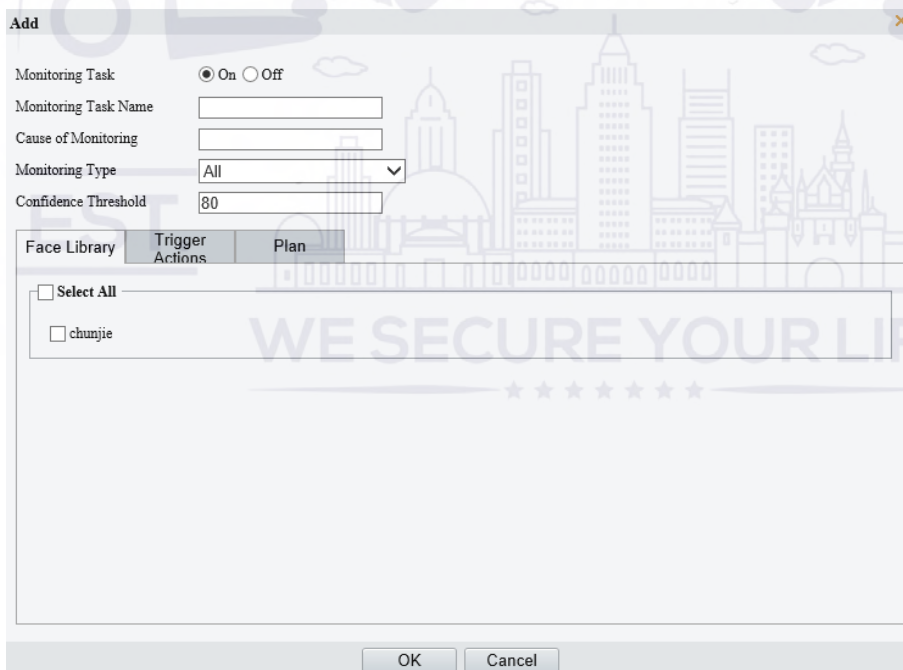 Add
Monitoring Task On Off
Monitoring Task Name
Cause of Monitoring
Monitoring Type All
Confidence Threshold 80
Face Library Trigger Actions Plan
Select All
chunjie
WE SECURE YOUR
EST
OK Cancel